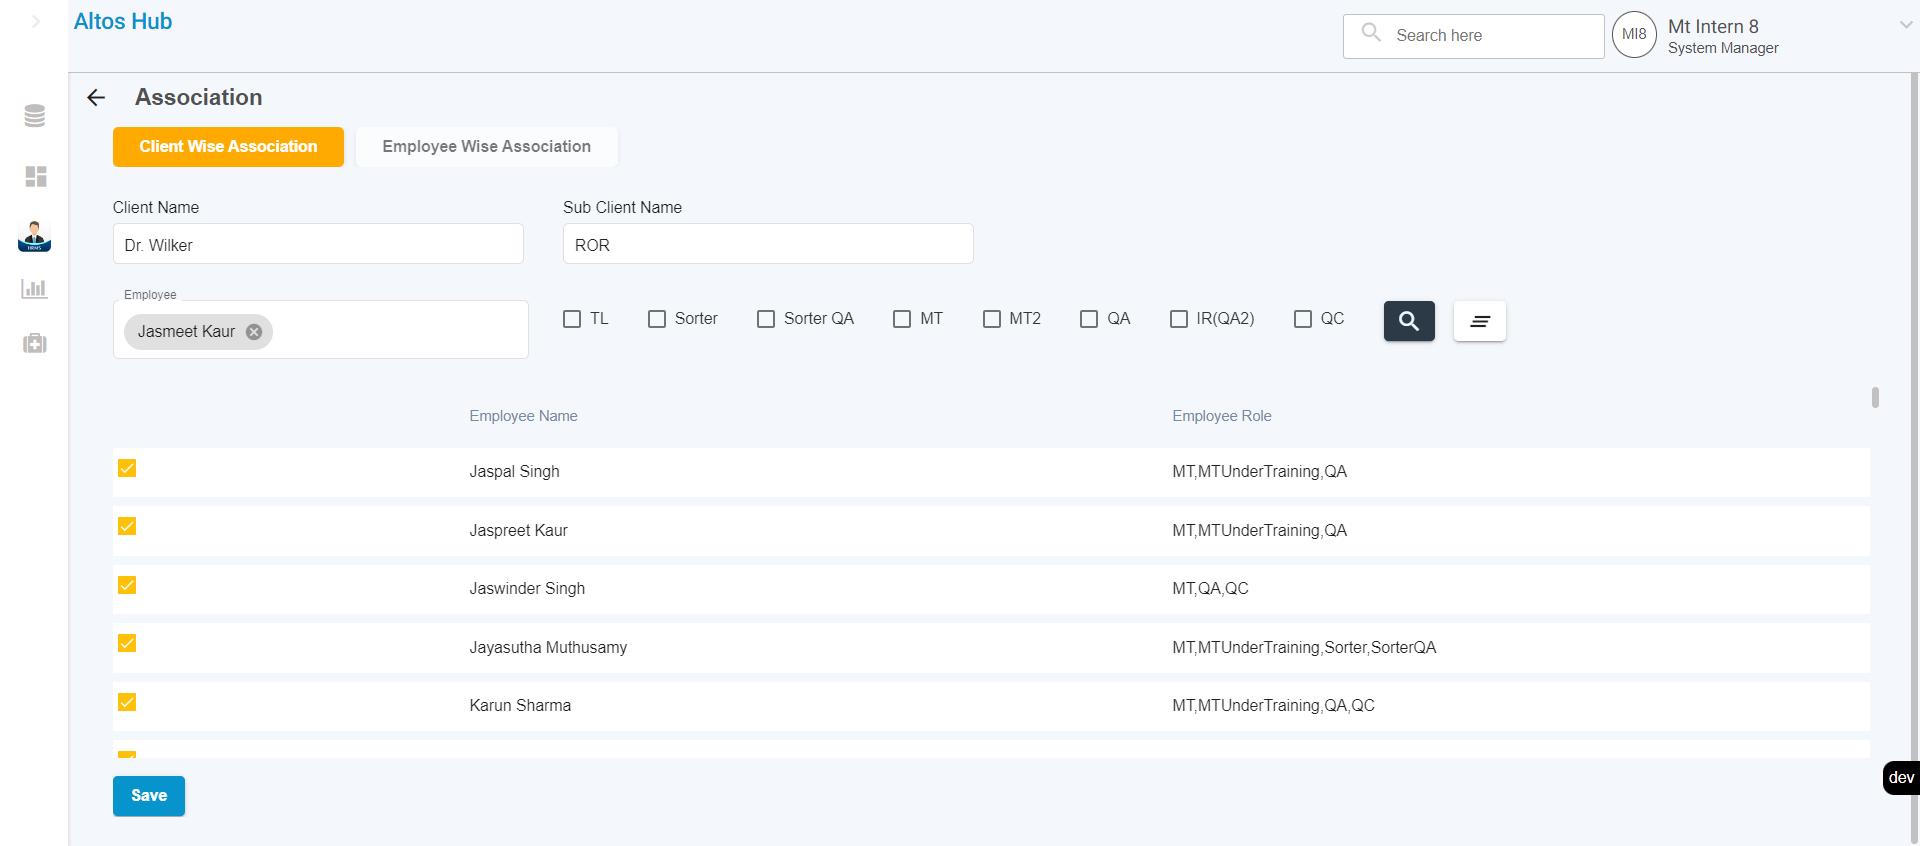 Altos Hub
Search here
MI8
Mt Intern 8
System Manager
Association
Client Wise Association
Employee Wise Association
Client Name
Sub Client Name
Dr. Wilker
ROR
Employee
Jasmeet Kaur
TL
Sorter
Sorter QA
MT
MT2
QA
IR(QA2)
QC
HRMS
Employee Name
Employee Role
Jaspal Singh
MT,MTUnderTraining,QA
Jaspreet Kaur
MT,MTUnderTraining,QA
Jaswinder Singh
MT,QA,QC
Jayasutha Muthusamy
MT,MTUnderTraining,Sorter,SorterQA
Karun Sharma
MT,MTUnderTraining,QA,QC
dev
Save